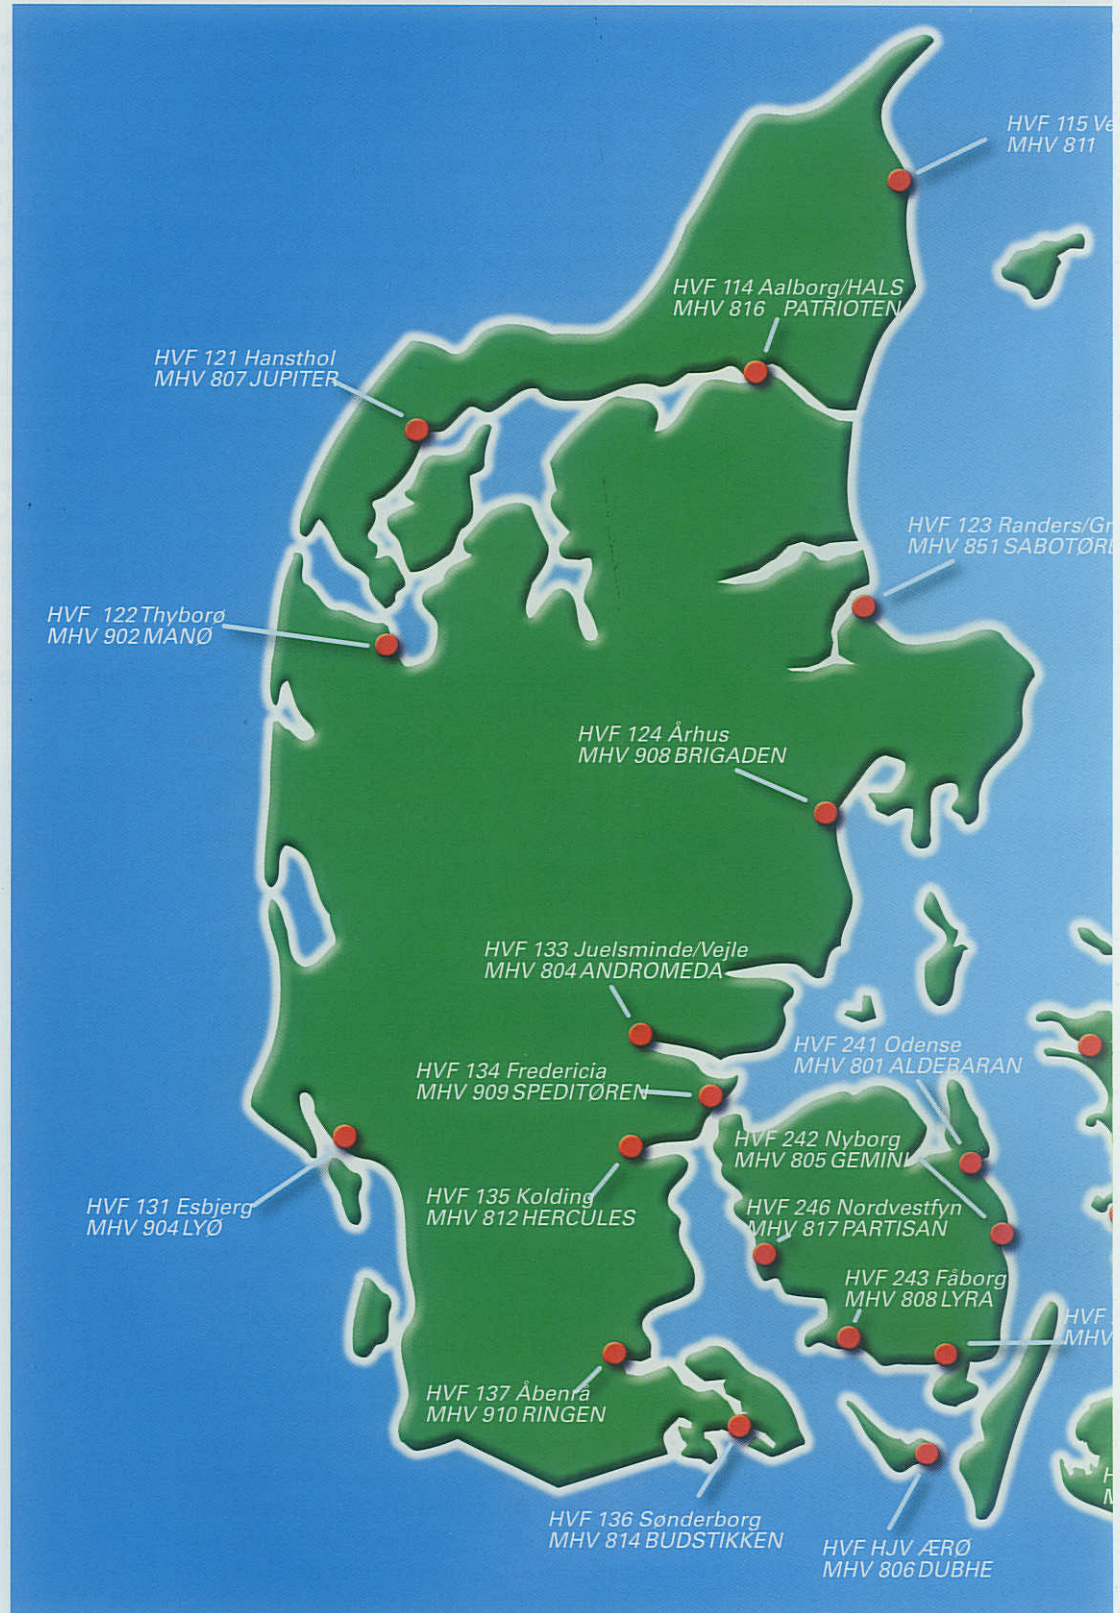 HVF 115 Ve
MHV 811
HVF 114 Aalborg/HALS
MHV 816 PATRIOTEN
HVF 121 Hansthol
MHV 807 JUPITER
HVF 123 Randers/Gr
MHV 851 SABOTØRE
HVF 122 Thyborø
MHV 902 MANØ
HVF 124 Århus
MHV 908 BRIGADEN
HVF 133 Juelsminde/Vejle
MHV 804 ANDROMEDA
HVF 241 Odense
MHV 801 ALDEBARAN
HVF 134 Fredericia
MHV 909 SPEDITØREN
HVF 242 Nyborg
MHV 805 GEMINI
HVF 135 Kolding
MHV 812 HERCULES
HVF 131 Esbjerg
MHV 904 LYØ
HVF 246 Nordvestfyn
MHV 817 PARTISAN
HVF 243 Fåborg
MHV 808 LYRA
HVF
MHV
HVF 137 Åbenrå
MHV 910 RINGEN
H
M
HVF 136 Sønderborg
MHV 814 BUDSTIKKEN
HVF HJV ÆRØ
MHV 806 DUBHE